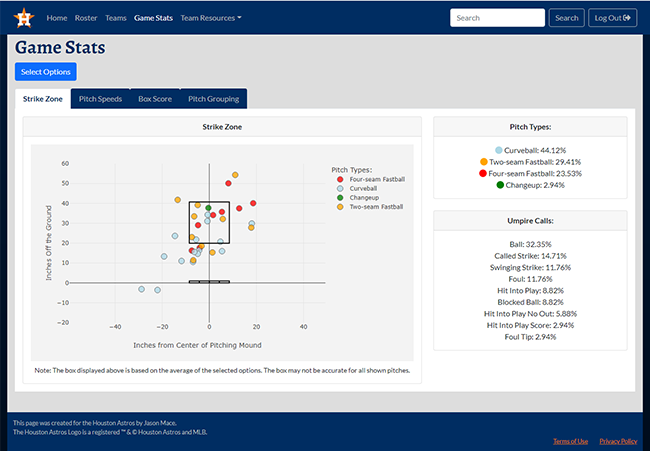 H
Home Roster Teams Game Stats Team Resources Search Search Log Out
Game Stats
Select Options
Strike Zone Pitch Speeds Box Score Pitch Grouping
Strike Zone
60
50
40
30
20
10
0
−10
−20
−40 −20 0 20 40
Inches Off the Ground
Inches from Center of Pitching Mound
Pitch Types:
Four-seam Fastball
Curveball
Changeup
Two-seam Fastball
Note: The box displayed above is based on the average of the selected options. The box may not be accurate for all shown pitches.
Pitch Types:
Curveball: 44.12%
Two-seam Fastball: 29.41%
Four-seam Fastball: 23.53%
Changeup: 2.94%
Umpire Calls:
Ball: 32.35%
Called Strike: 14.71%
Swinging Strike: 11.76%
Foul: 11.76%
Hit Into Play: 8.82%
Blocked Ball: 8.82%
Hit Into Play No Out: 5.88%
Hit Into Play Score: 2.94%
Foul Tip: 2.94%
This page was created for the Houston Astros by Jason Mace.
The Houston Astros Logo is a registered ™ & © Houston Astros and MLB.
Terms of Use Privacy Policy